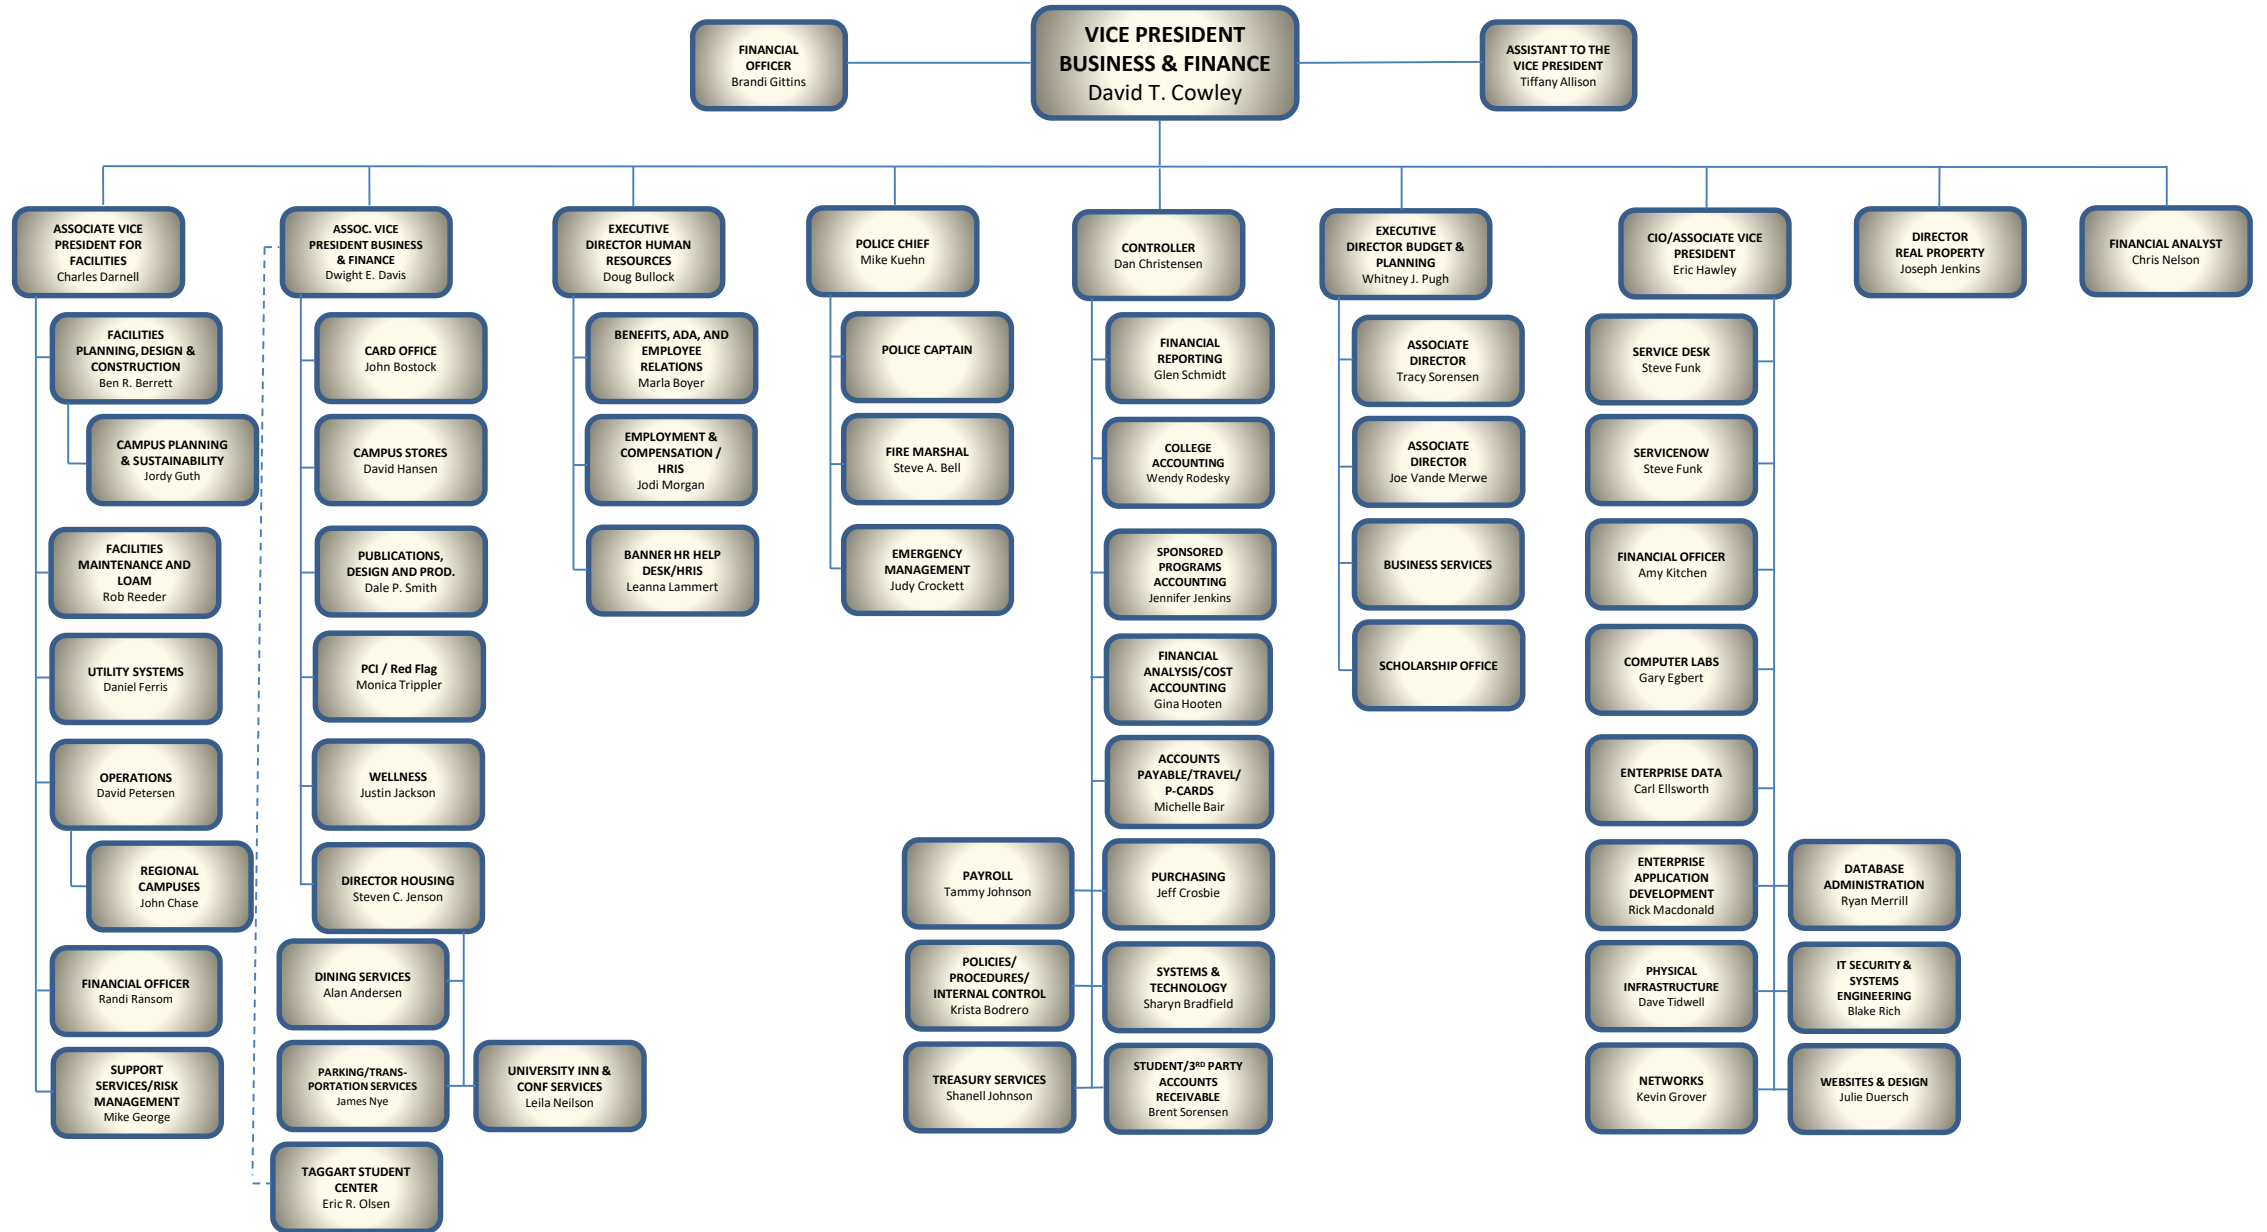 FINANCIAL
OFFICER
Brandi Gittins
VICE PRESIDENT
BUSINESS & FINANCE
David T. Cowley
ASSISTANT TO THE
VICE PRESIDENT
Tiffany Allison
ASSOCIATE VICE
PRESIDENT FOR
FACILITIES
Charles Darnell
FACILITIES
PLANNING, DESIGN &
CONSTRUCTION
Ben R. Berrett
CAMPUS PLANNING
& SUSTAINABILITY
Jordy Guth
FACILITIES
MAINTENANCE AND
LOAM
Rob Reeder
UTILITY SYSTEMS
Daniel Ferris
OPERATIONS
David Petersen
REGIONAL
CAMPUSES
John Chase
FINANCIAL OFFICER
Randi Ransom
SUPPORT
SERVICES/RISK
MANAGEMENT
Mike George
ASSOC. VICE
PRESIDENT BUSINESS
& FINANCE
Dwight E. Davis
CARD OFFICE
John Bostock
CAMPUS STORES
David Hansen
PUBLICATIONS,
DESIGN AND PROD.
Dale P. Smith
PCI / Red Flag
Monica Trippler
WELLNESS
Justin Jackson
DIRECTOR HOUSING
Steven C. Jenson
DINING SERVICES
Alan Andersen
PARKING/TRANS-
PORTATION SERVICES
James Nye
UNIVERSITY INN &
CONF SERVICES
Leila Neilson
TAGGART STUDENT
CENTER
Eric R. Olsen
EXECUTIVE
DIRECTOR HUMAN
RESOURCES
Doug Bullock
BENEFITS, ADA, AND
EMPLOYEE
RELATIONS
Marla Boyer
EMPLOYMENT &
COMPENSATION /
HRIS
Jodi Morgan
BANNER HR HELP
DESK/HRIS
Leanna Lammert
POLICE CHIEF
Mike Kuehn
POLICE CAPTAIN
FIRE MARSHAL
Steve A. Bell
EMERGENCY
MANAGEMENT
Judy Crockett
CONTROLLER
Dan Christensen
FINANCIAL
REPORTING
Glen Schmidt
COLLEGE
ACCOUNTING
Wendy Rodesky
SPONSORED
PROGRAMS
ACCOUNTING
Jennifer Jenkins
FINANCIAL
ANALYSIS/COST
ACCOUNTING
Gina Hooten
ACCOUNTS
PAYABLE/TRAVEL/
P-CARDS
Michelle Bair
PAYROLL
Tammy Johnson
PURCHASING
Jeff Crosbie
POLICIES/
PROCEDURES/
INTERNAL CONTROL
Krista Bodrero
SYSTEMS &
TECHNOLOGY
Sharyn Bradfield
TREASURY SERVICES
Shanell Johnson
STUDENT/3RD PARTY
ACCOUNTS
RECEIVABLE
Brent Sorensen
EXECUTIVE
DIRECTOR BUDGET &
PLANNING
Whitney J. Pugh
ASSOCIATE
DIRECTOR
Tracy Sorensen
ASSOCIATE
DIRECTOR
Joe Vande Merwe
BUSINESS SERVICES
SCHOLARSHIP OFFICE
CIO/ASSOCIATE VICE
PRESIDENT
Eric Hawley
SERVICE DESK
Steve Funk
SERVICENOW
Steve Funk
FINANCIAL OFFICER
Amy Kitchen
COMPUTER LABS
Gary Egbert
ENTERPRISE DATA
Carl Ellsworth
ENTERPRISE
APPLICATION
DEVELOPMENT
Rick Macdonald
DATABASE
ADMINISTRATION
Ryan Merrill
PHYSICAL
INFRASTRUCTURE
Dave Tidwell
IT SECURITY &
SYSTEMS
ENGINEERING
Blake Rich
NETWORKS
Kevin Grover
WEBSITES & DESIGN
Julie Duersch
DIRECTOR
REAL PROPERTY
Joseph Jenkins
FINANCIAL ANALYST
Chris Nelson